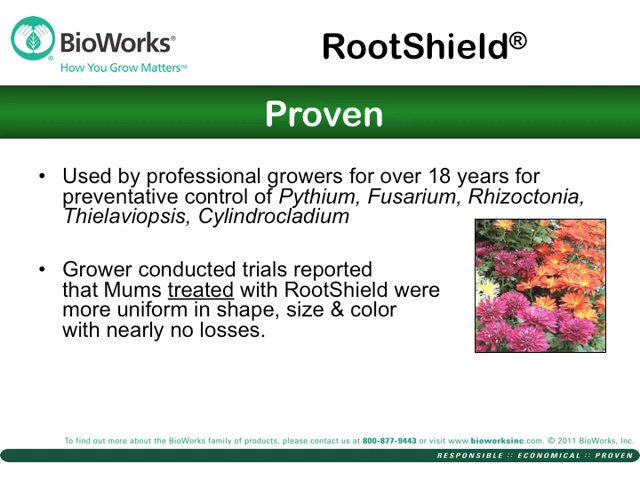 BioWorks®
How You Grow Matters™
RootShield®
Proven
• Used by professional growers for over 18 years for
preventative control of Pythium, Fusarium, Rhizoctonia,
Thielaviopsis, Cylindrocladium
• Grower conducted trials reported
that Mums treated with RootShield were
more uniform in shape, size & color
with nearly no losses.
To find out more about the BioWorks family of products, please contact us at 800-877-9443 or visit www.bioworksinc.com. © 2011 BioWorks, Inc.
RESPONSIBLE :: ECONOMICAL :: PROVEN